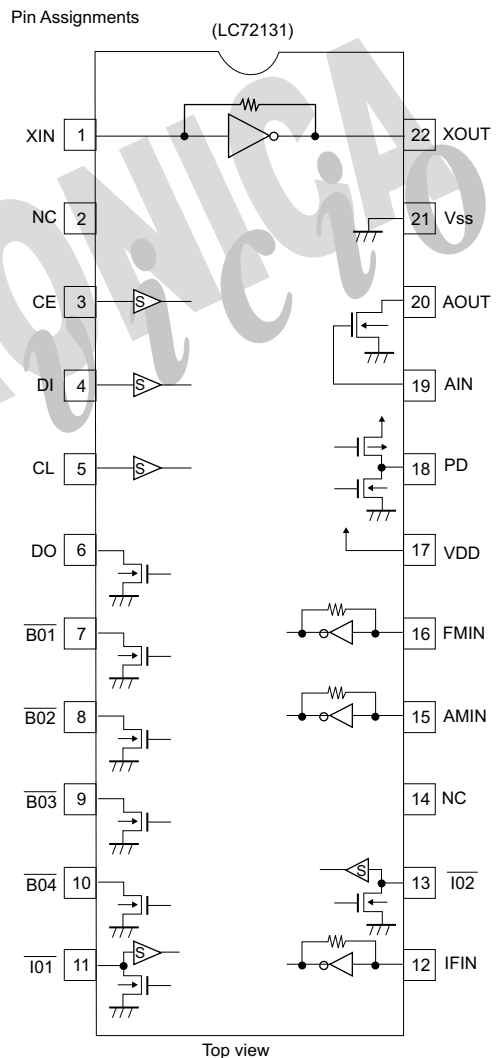 Pin Assignments
(LC72131)
XIN 1
22 XOUT
NC 2
21 Vss
CE 3 S
20 AOUT
DI 4 S
19 AIN
CL 5 S
18 PD
DO 6
17 VDD
B01 7
16 FMIN
B02 8
15 AMIN
B03 9
14 NC
B04 10
S 13 I02
I01 11 S
12 IFIN
Top view
ONICA
vicio